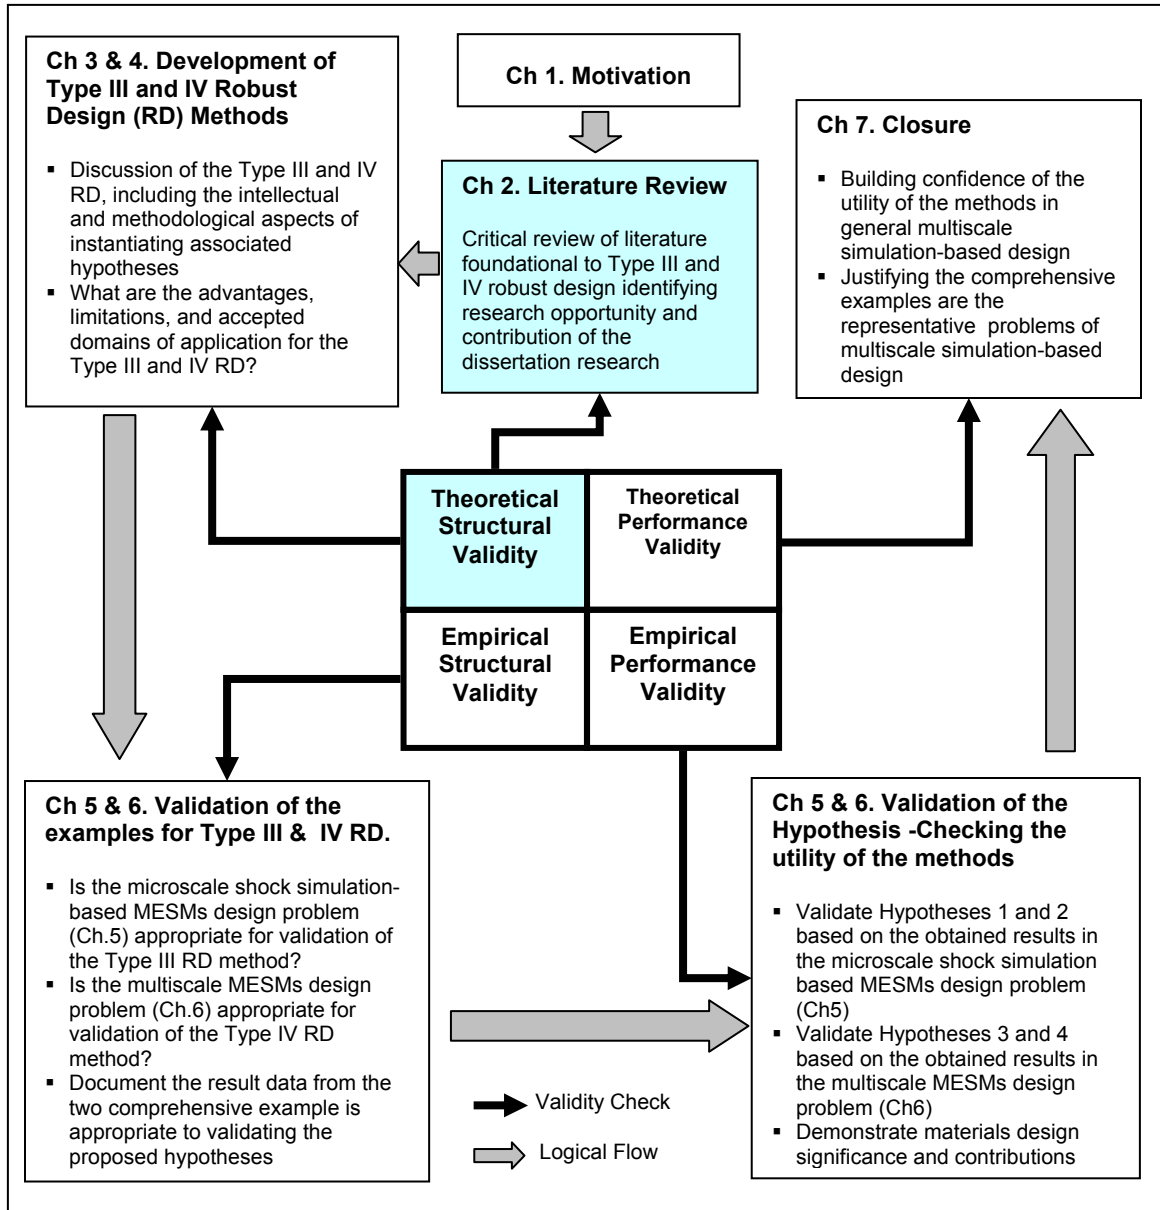 Ch 3 & 4. Development of
Type III and IV Robust
Design (RD) Methods
▪ Discussion of the Type III and IV
RD, including the intellectual
and methodological aspects of
instantiating associated
hypotheses
▪ What are the advantages,
limitations, and accepted
domains of application for the
Type III and IV RD?
Ch 1. Motivation
Ch 2. Literature Review
Critical review of literature
foundational to Type III and
IV robust design identifying
research opportunity and
contribution of the
dissertation research
Ch 7. Closure
▪ Building confidence of the
utility of the methods in
general multiscale
simulation-based design
▪ Justifying the comprehensive
examples are the
representative problems of
multiscale simulation-based
design
Theoretical
Structural
Validity
Theoretical
Performance
Validity
Empirical
Structural
Validity
Empirical
Performance
Validity
Ch 5 & 6. Validation of the
examples for Type III & IV RD.
▪ Is the microscale shock simulation-
based MESMs design problem
(Ch.5) appropriate for validation of
the Type III RD method?
▪ Is the multiscale MESMs design
problem (Ch.6) appropriate for
validation of the Type IV RD
method?
▪ Document the result data from the
two comprehensive example is
appropriate to validating the
proposed hypotheses
Ch 5 & 6. Validation of the
Hypothesis -Checking the
utility of the methods
▪ Validate Hypotheses 1 and 2
based on the obtained results in
the microscale shock simulation
based MESMs design problem
(Ch5)
▪ Validate Hypotheses 3 and 4
based on the obtained results in
the multiscale MESMs design
problem (Ch6)
▪ Demonstrate materials design
significance and contributions
Validity Check
Logical Flow